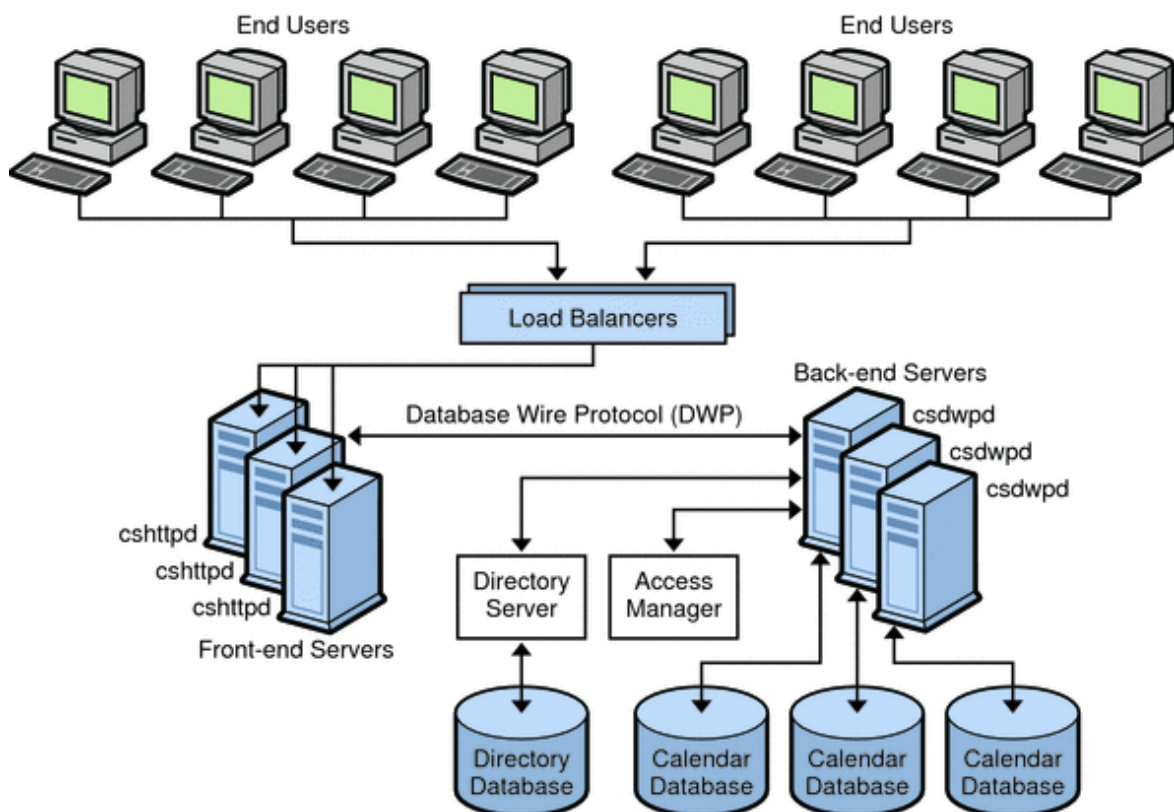 End Users
End Users
Load Balancers
Back-end Servers
Database Wire Protocol (DWP)
csdwpd
csdwpd
csdwpd
cshttpd
cshttpd
cshttpd
Front-end Servers
Directory
Server
Access
Manager
Directory
Database
Calendar
Database
Calendar
Database
Calendar
Database